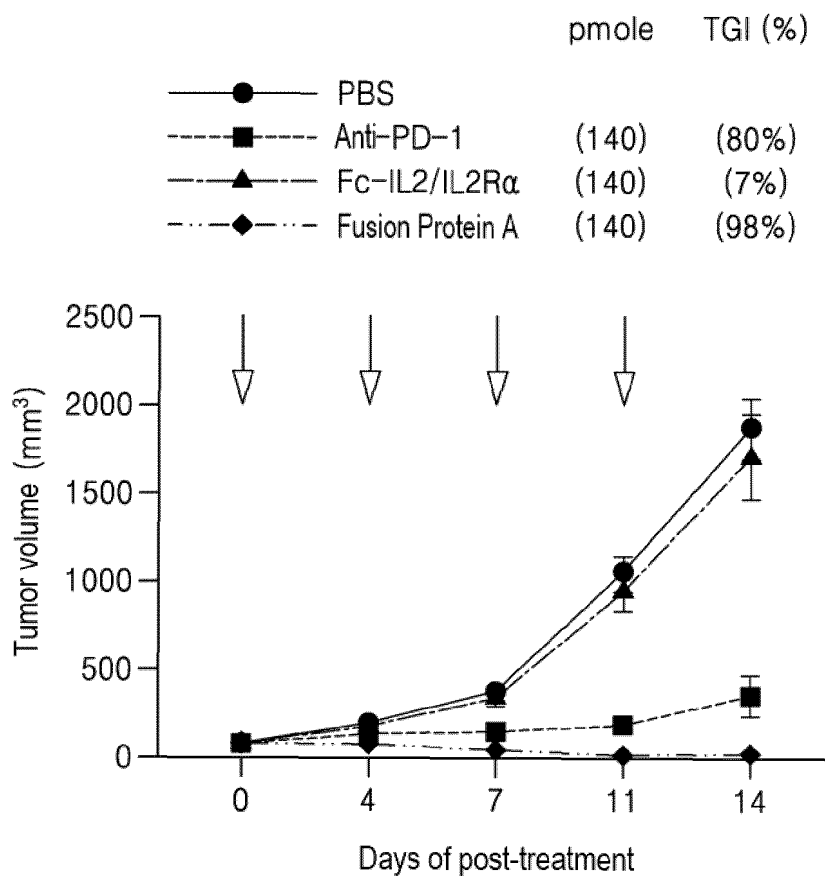 pmole TGI (%)
PBS
Anti-PD-1 (140) (80%)
Fc-IL2/IL2Rα (140) (7%)
Fusion Protein A (140) (98%)
2500
2000
1500
1000
500
0
Tumor volume (mm³)
0 4 7 11 14
Days of post-treatment